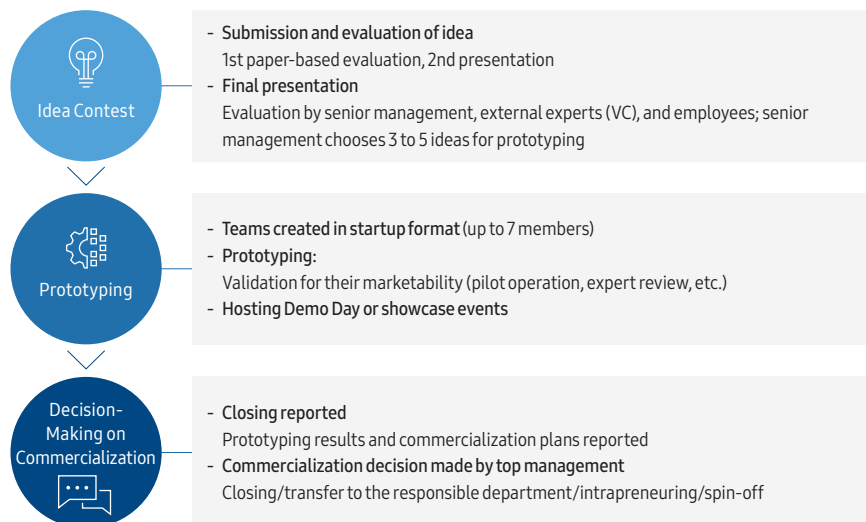 Idea Contest
- Submission and evaluation of idea
1st paper-based evaluation, 2nd presentation
- Final presentation
Evaluation by senior management, external experts (VC), and employees; senior
management chooses 3 to 5 ideas for prototyping
Prototyping
- Teams created in startup format (up to 7 members)
- Prototyping:
Validation for their marketability (pilot operation, expert review, etc.)
- Hosting Demo Day or showcase events
Decision-
Making on
Commercialization
- Closing reported
Prototyping results and commercialization plans reported
- Commercialization decision made by top management
Closing/transfer to the responsible department/intrapreneuring/spin-off